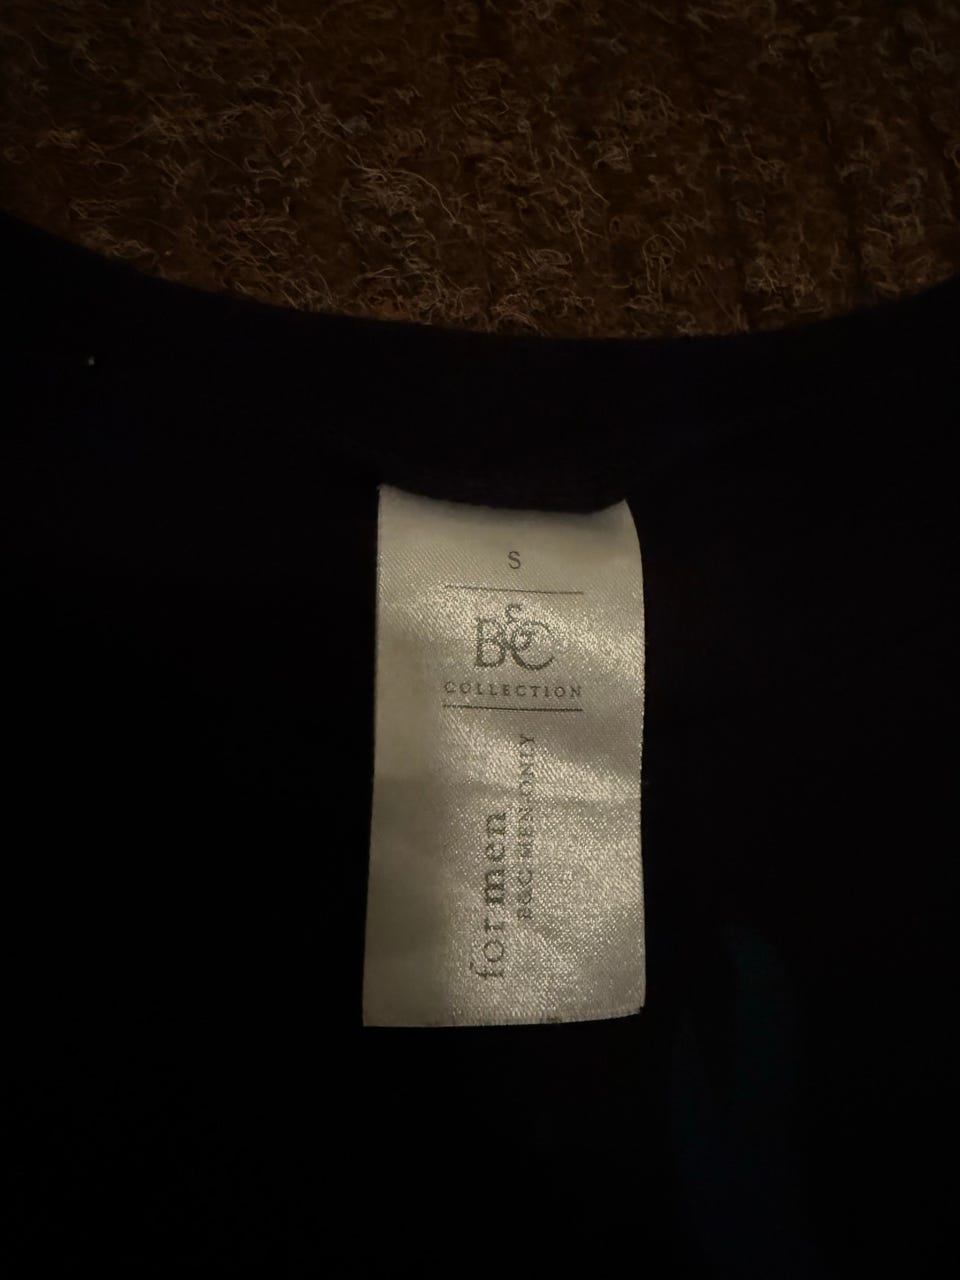 S
B&C
COLLECTION
for men
B&C MEN ONLY